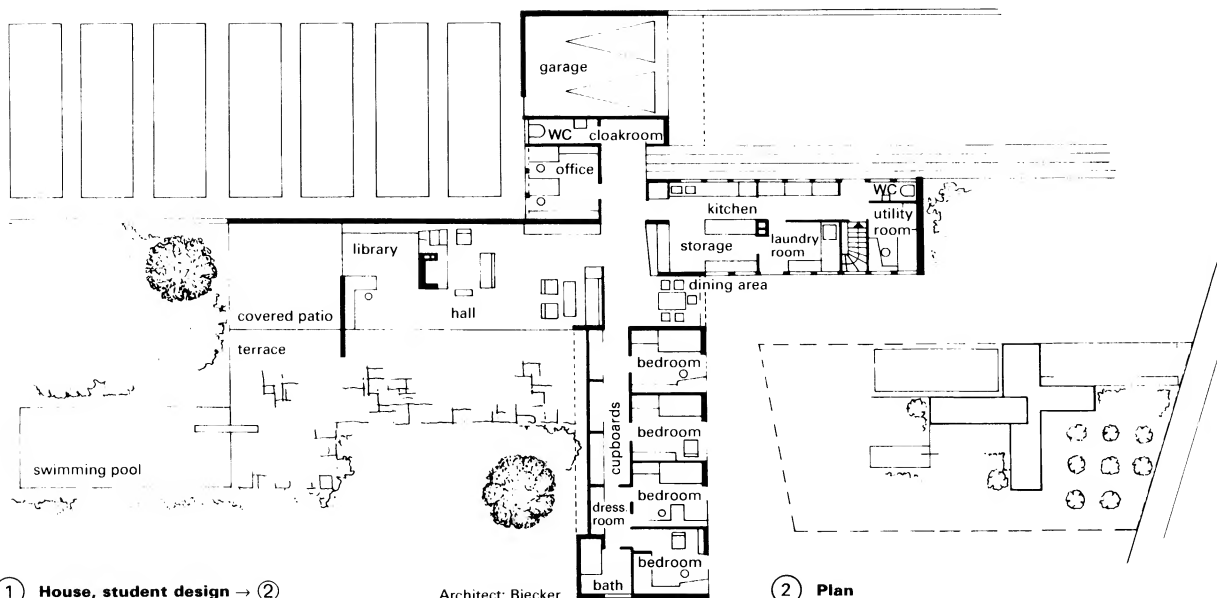 garage
WC
cloakroom
office
kitchen
WC
utility
room
library
storage
laundry
room
dining area
covered patio
hall
terrace
bedroom
cupboards
bedroom
swimming pool
bedroom
dress.
room
bedroom
bath
① House, student design → ②
Architect: Biecker
② Plan